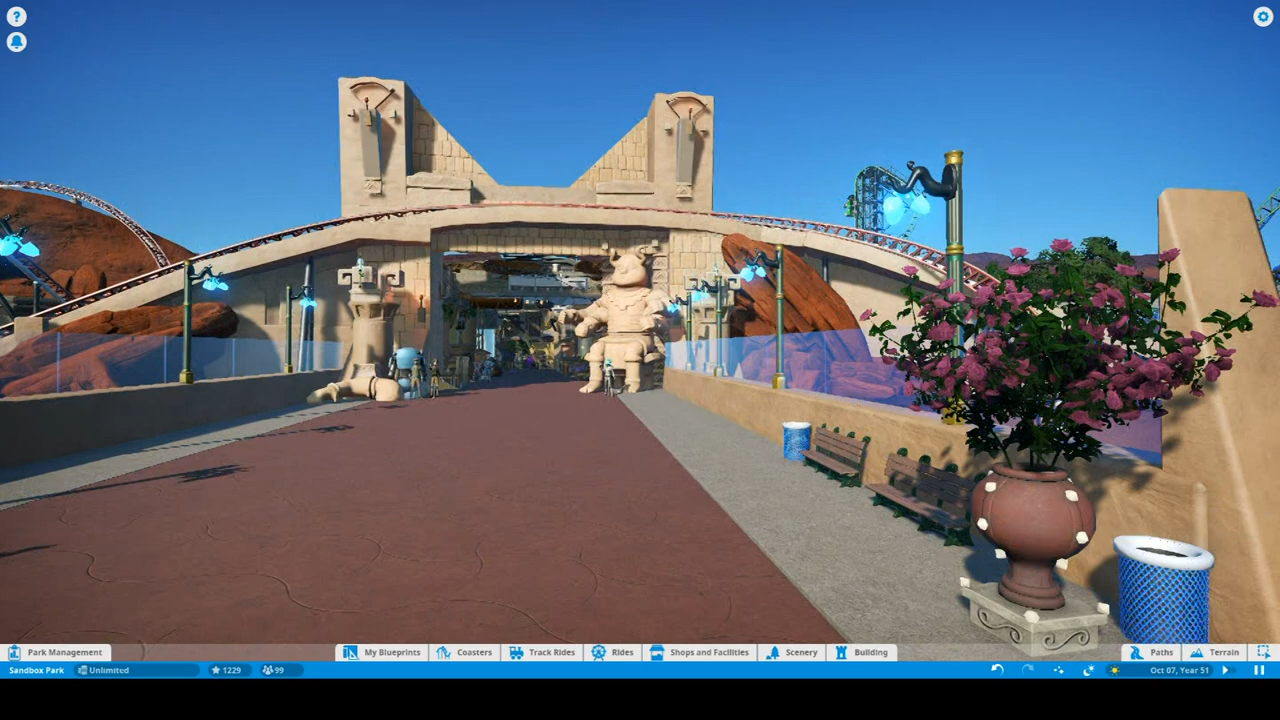 ?
Park Management
My Blueprints
Coasters
Track Rides
Rides
Shops and Facilities
Scenery
Building
Paths
Terrain
Sandbox Park
Unlimited
1229
99
Oct 07, Year 51